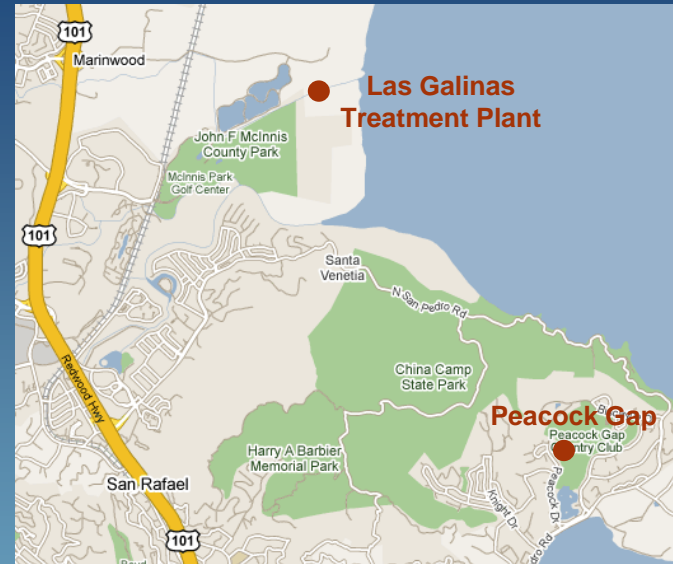 101
Marinwood
Las Galinas
Treatment Plant
John F McInnis
County Park
McInnis Park
Golf Center
101
Santa
Venetia
N San Pedro Rd
China Camp
State Park
Redwood Hwy
Peacock Gap
Peacock Gap
Country Club
Harry A Barbier
Memorial Park
San Rafael
Knight Dr
Peacock Dr
dro Rd
101